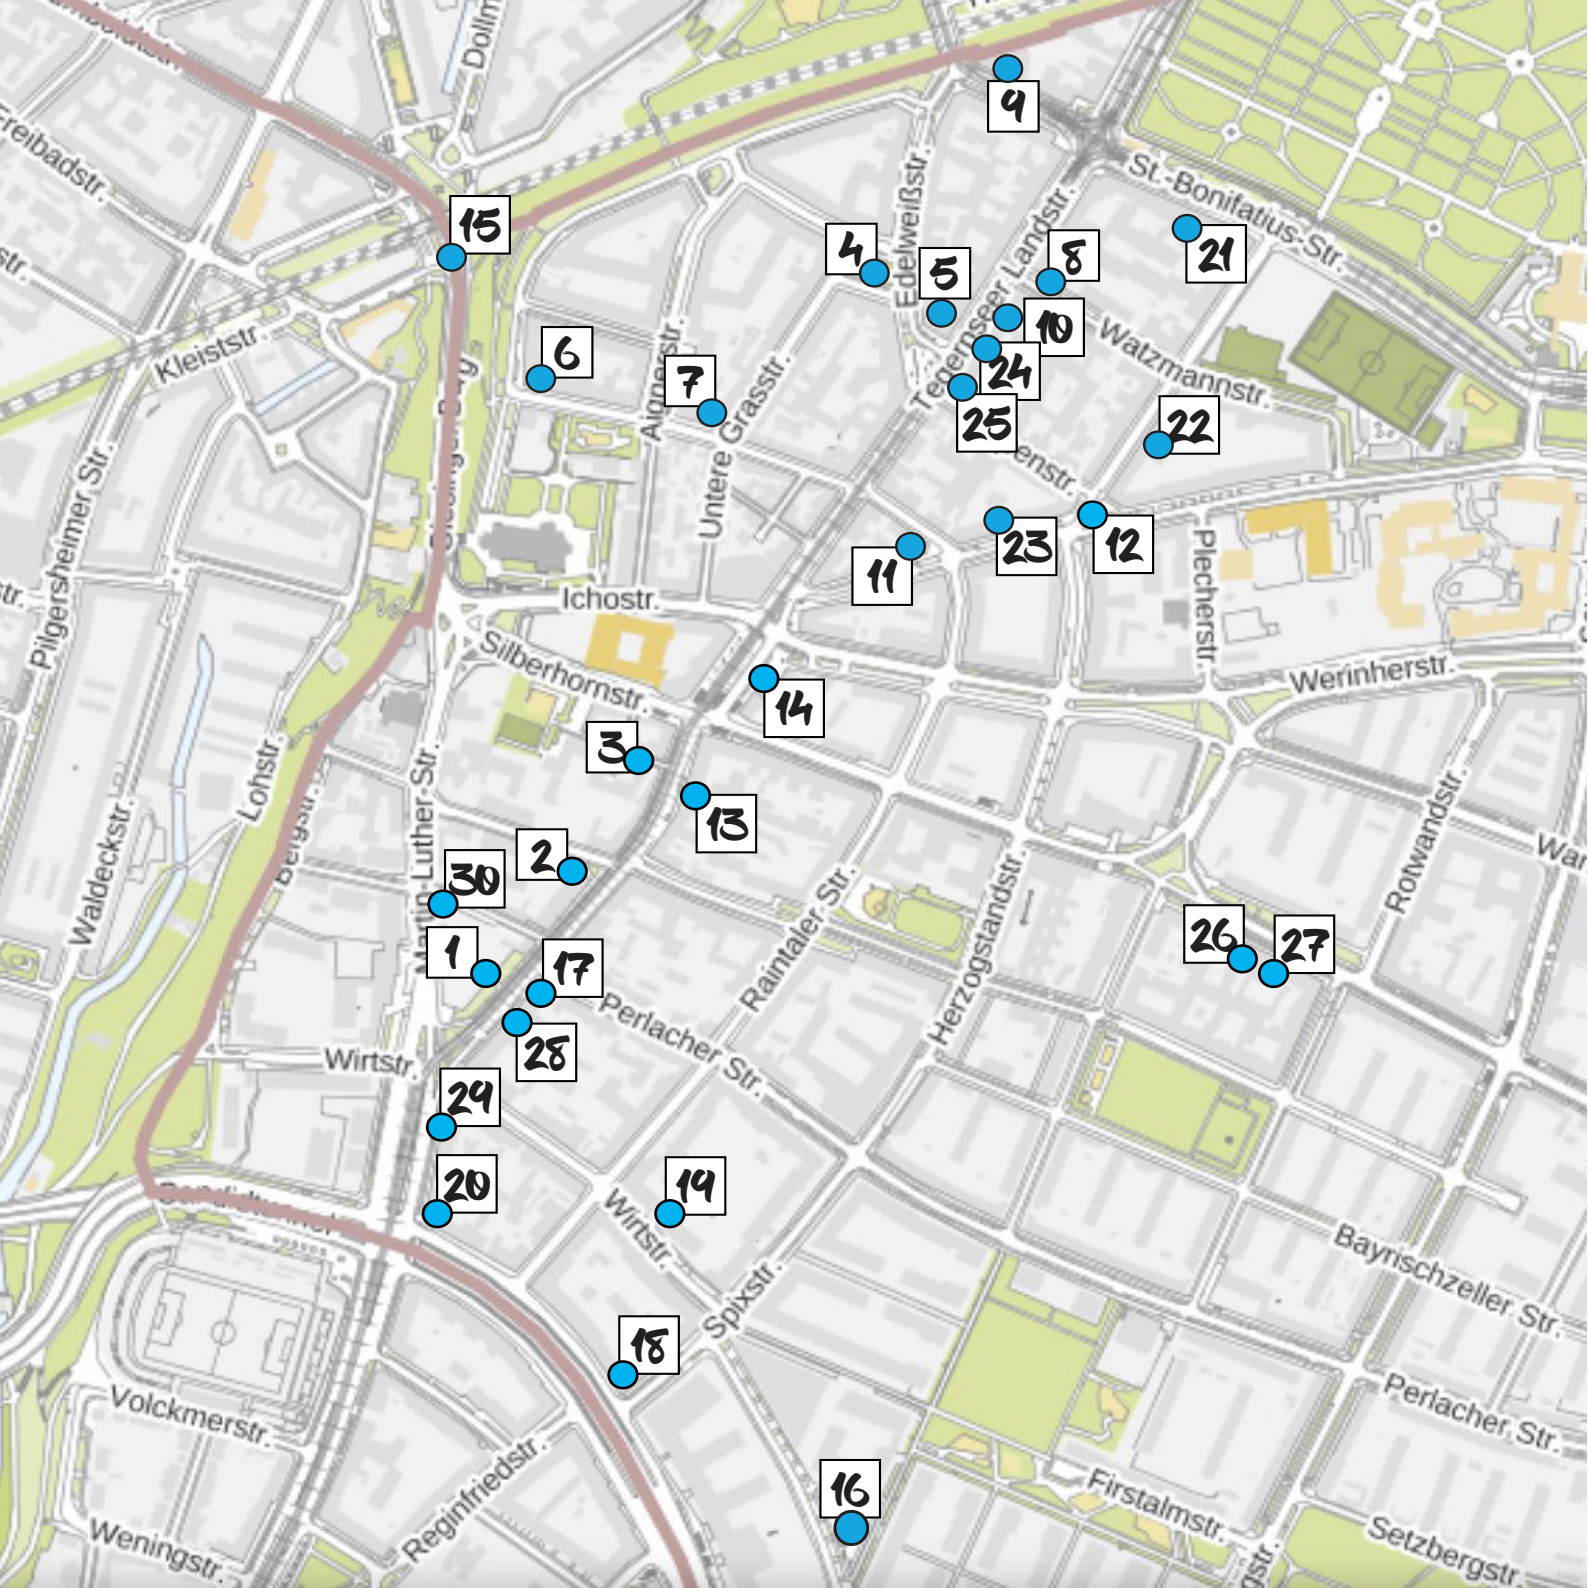 Dollm
9
Freibadstr.
St.-Bonifatius-Str.
15
4
Edelweißstr.
5
8
21
Tegernseer Landstr.
10
Kleiststr.
6
7
Aignerstr.
24
Watzmannstr.
25
22
enstr.
Untere Grasstr.
Pilgersheimer Str.
11
23
12
Plecherstr.
Ichostr.
Silberhornstr.
Werinherstr.
14
3
13
Lohstr.
Bergstr.
Martin-Luther-Str.
Waldeckstr.
2
30
Rotwandstr.
War
Raintaler Str.
Herzogstandstr.
26
27
1
17
28
Perlacher Str.
Wirtstr.
29
20
19
Wirtstr.
Spixstr.
Bayrischzeller Str.
18
Volckmerstr.
Perlacher Str.
Reginfriedstr.
16
Firstalmstr.
Weningstr.
Setzbergstr.